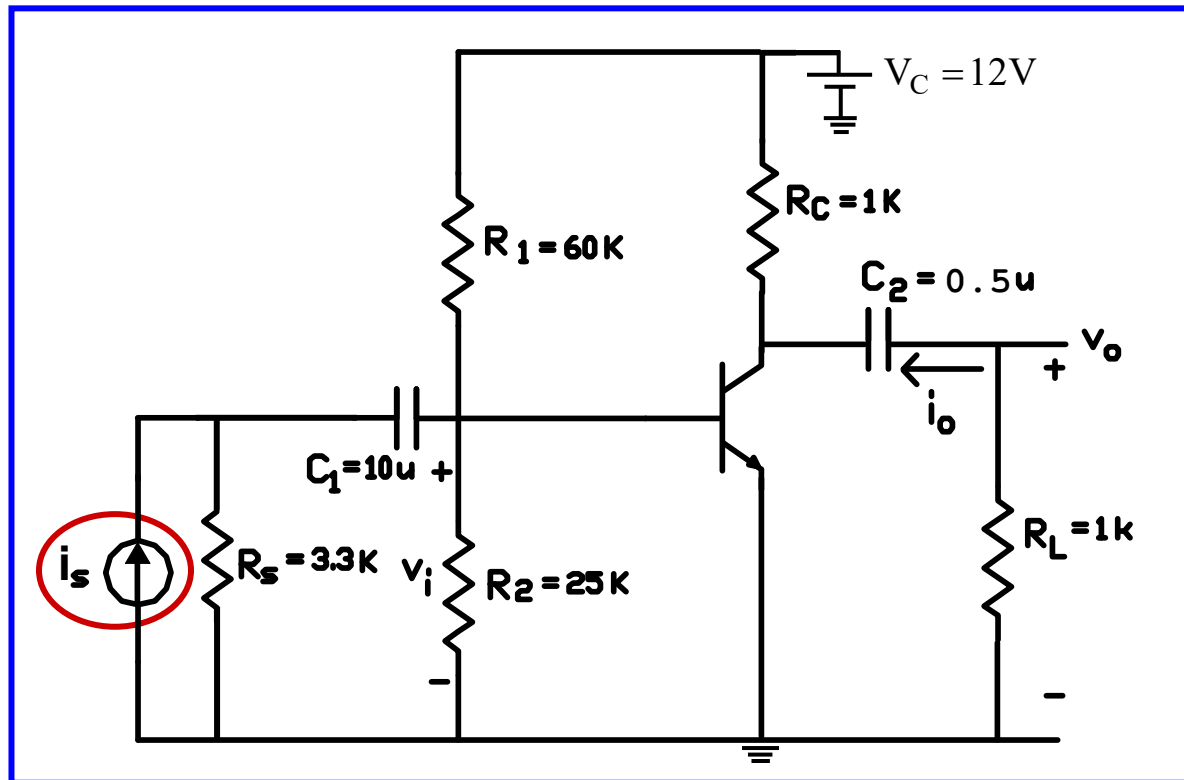 V_C = 12V
R_C = 1K
R_1 = 60K
C_2 = 0.5u
v_o
+
i_o
C_1 = 10u +
i_s
R_s = 3.3K
v_i
R_2 = 25K
R_L = 1k
−
−